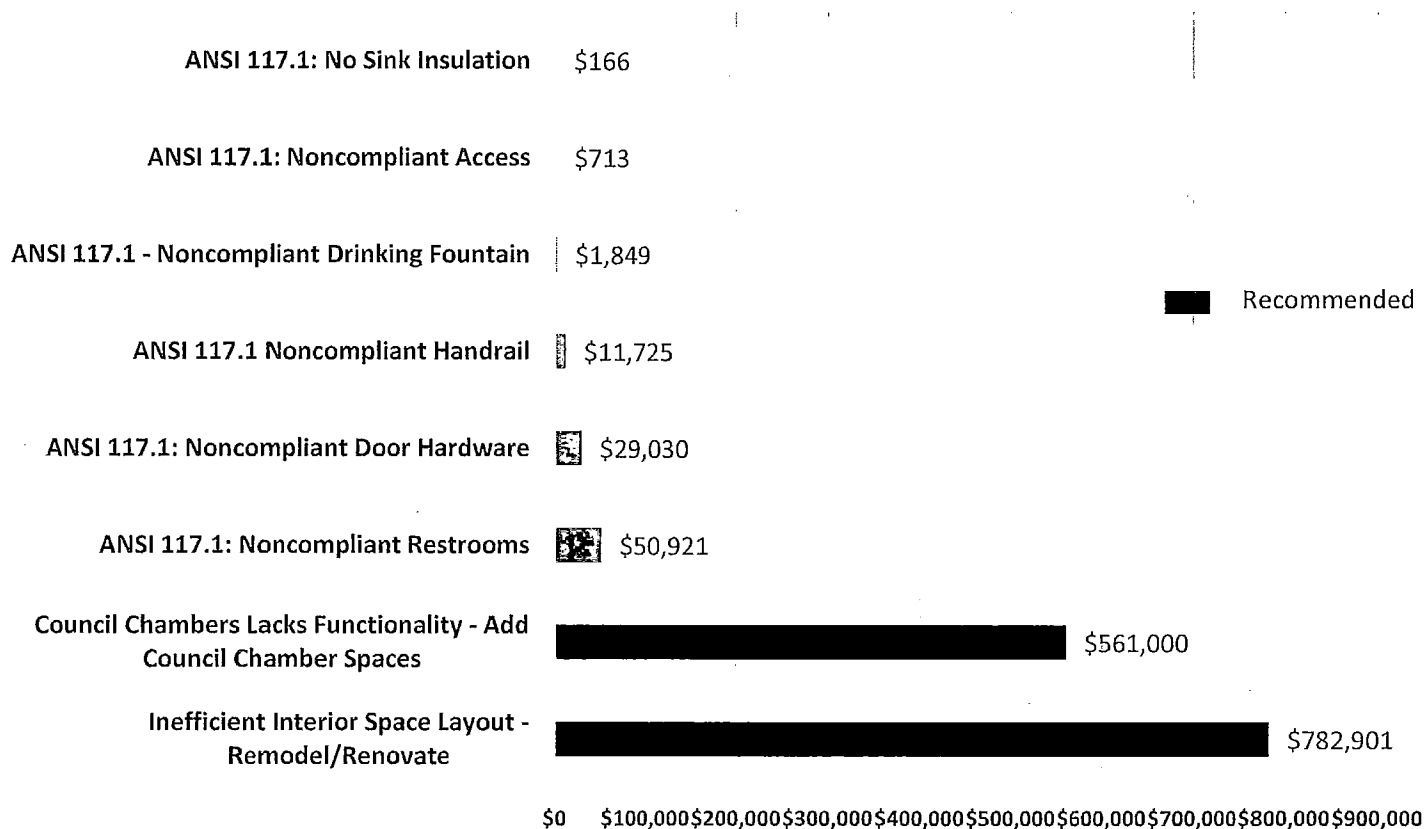 ANSI 117.1: No Sink Insulation $166
ANSI 117.1: Noncompliant Access $713
ANSI 117.1 - Noncompliant Drinking Fountain $1,849
Recommended
ANSI 117.1 Noncompliant Handrail $11,725
ANSI 117.1: Noncompliant Door Hardware $29,030
ANSI 117.1: Noncompliant Restrooms $50,921
Council Chambers Lacks Functionality - Add
Council Chamber Spaces
$561,000
Inefficient Interior Space Layout -
Remodel/Renovate
$782,901
$0 $100,000 $200,000 $300,000 $400,000 $500,000 $600,000 $700,000 $800,000 $900,000